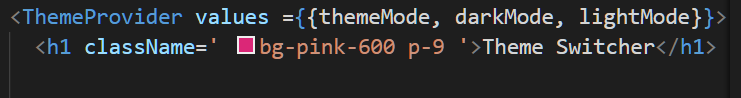 <ThemeProvider values ={{themeMode, darkMode, lightMode}}>
<h1 className=' bg-pink-600 p-9 '>Theme Switcher</h1>